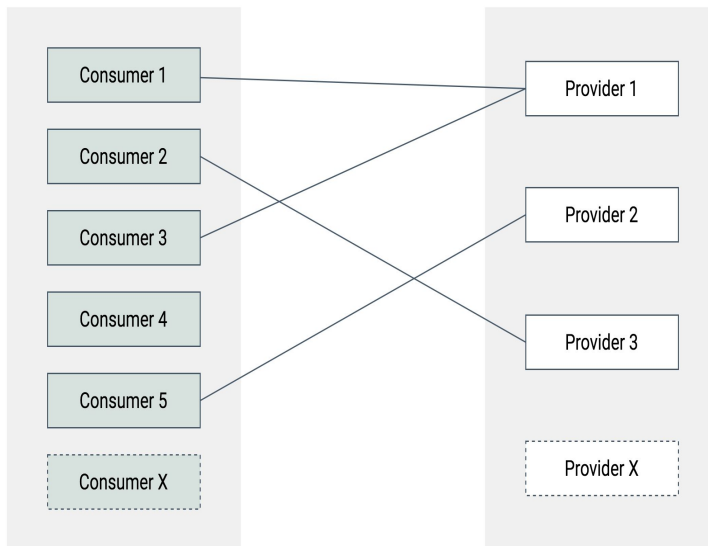 Consumer 1
Consumer 2
Consumer 3
Consumer 4
Consumer 5
Consumer X
Provider 1
Provider 2
Provider 3
Provider X